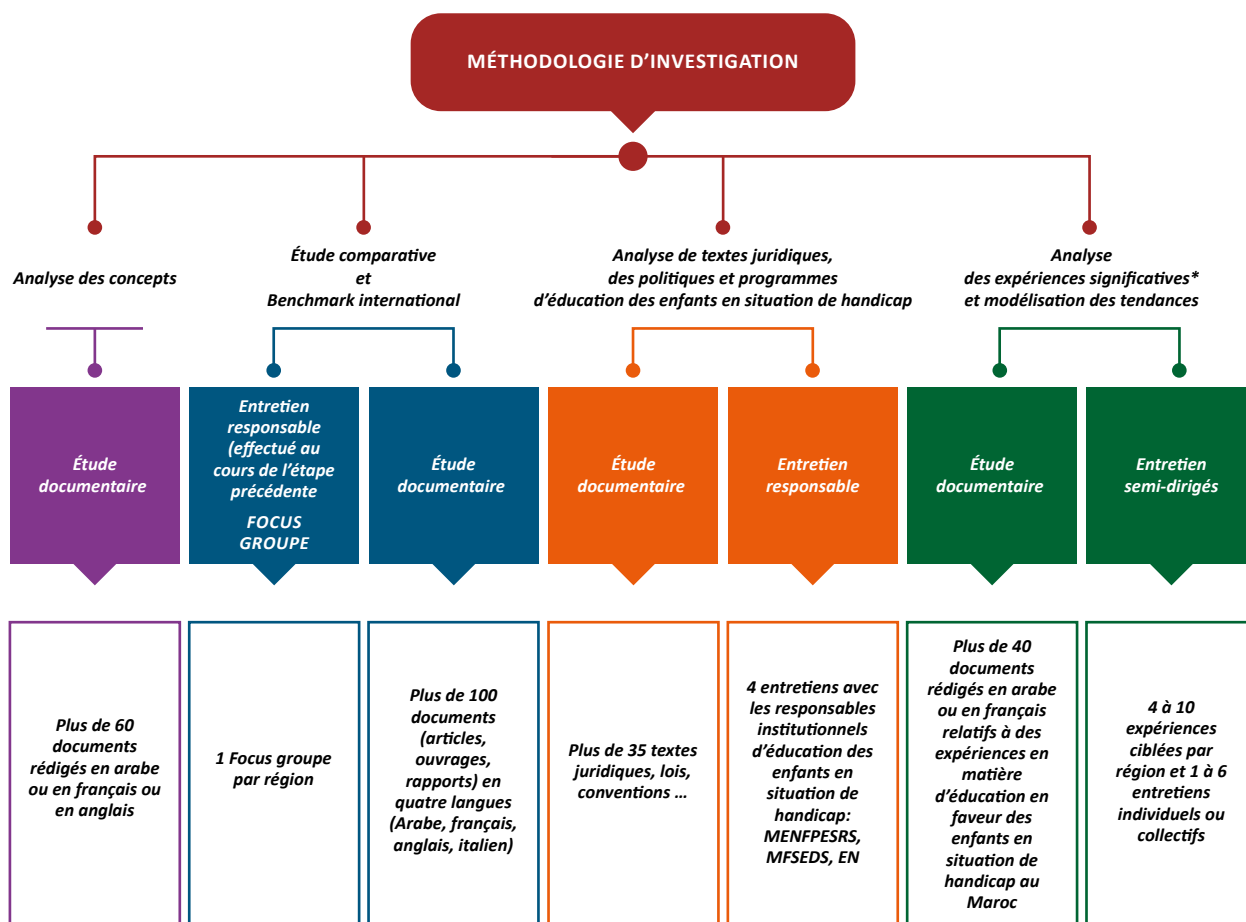 MÉTHODOLOGIE D’INVESTIGATION
Analyse des concepts
Étude comparative
et
Benchmark international
Analyse de textes juridiques,
des politiques et programmes
d’éducation des enfants en situation de handicap
Analyse
des expériences significatives*
et modélisation des tendances
Étude
documentaire
Entretien
responsable
(effectué au
cours de l’étape
précédente
FOCUS
GROUPE
Étude
documentaire
Étude
documentaire
Entretien
responsable
Étude
documentaire
Entretien
semi-dirigés
Plus de 60
documents
rédigés en arabe
ou en français ou
en anglais
1 Focus groupe
par région
Plus de 100
documents
(articles,
ouvrages,
rapports) en
quatre langues
(Arabe, français,
anglais, italien)
Plus de 35 textes
juridiques, lois,
conventions ...
4 entretiens avec
les responsables
institutionnels
d’éducation des
enfants en
situation de
handicap:
MENFPESRS,
MFSEDS, EN
Plus de 40
documents
rédigés en arabe
ou en français
relatifs à des
expériences en
matière
d’éducation en
faveur des
enfants en
situation de
handicap au
Maroc
4 à 10
expériences
ciblées par
région et 1 à 6
entretiens
individuels ou
collectifs